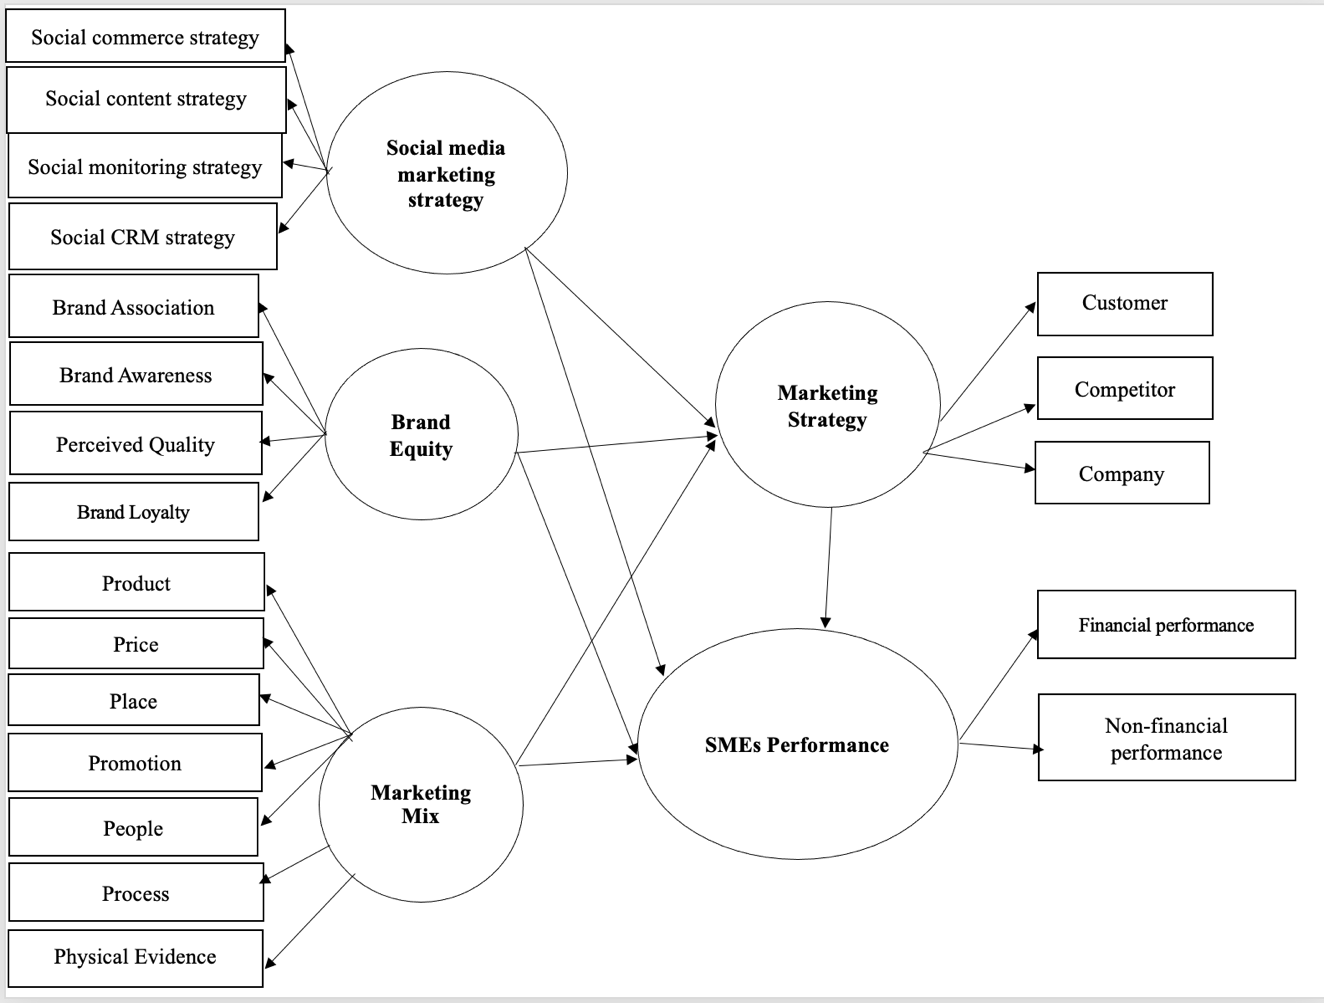 Social commerce strategy
Social content strategy
Social monitoring strategy
Social CRM strategy
Brand Association
Brand Awareness
Perceived Quality
Brand Loyalty
Product
Price
Place
Promotion
People
Process
Physical Evidence
Social media
marketing
strategy
Brand
Equity
Marketing
Mix
Marketing
Strategy
SMEs Performance
Customer
Competitor
Company
Financial performance
Non-financial
performance